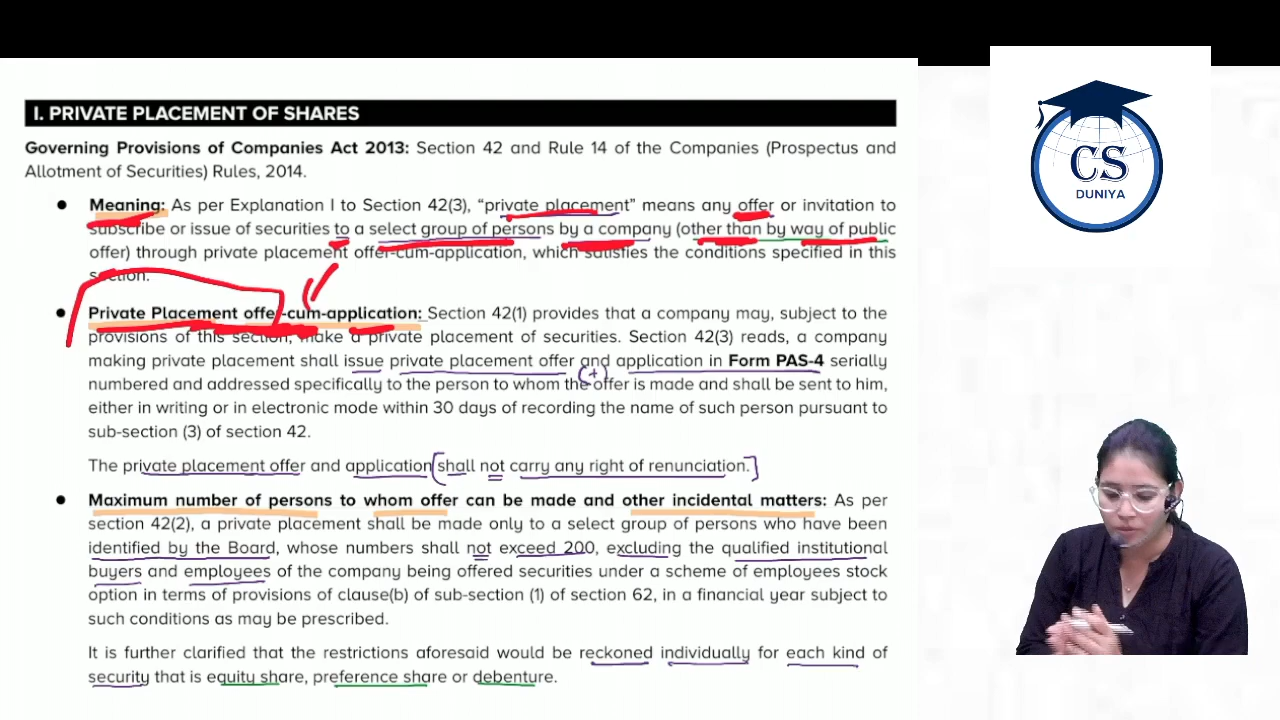 I. PRIVATE PLACEMENT OF SHARES
Governing Provisions of Companies Act 2013: Section 42 and Rule 14 of the Companies (Prospectus and
Allotment of Securities) Rules, 2014.
● Meaning: As per Explanation I to Section 42(3), “private placement” means any offer or invitation to
subscribe or issue of securities to a select group of persons by a company (other than by way of public
offer) through private placement offer-cum-application, which satisfies the conditions specified in this
section.
● Private Placement offer-cum-application: Section 42(1) provides that a company may, subject to the
provisions of this section, make a private placement of securities. Section 42(3) reads, a company
making private placement shall issue private placement offer and application in Form PAS-4 serially
(+)
numbered and addressed specifically to the person to whom the offer is made and shall be sent to him,
either in writing or in electronic mode within 30 days of recording the name of such person pursuant to
sub-section (3) of section 42.
The private placement offer and application shall not carry any right of renunciation.
● Maximum number of persons to whom offer can be made and other incidental matters: As per
section 42(2), a private placement shall be made only to a select group of persons who have been
identified by the Board, whose numbers shall not exceed 200, excluding the qualified institutional
buyers and employees of the company being offered securities under a scheme of employees stock
option in terms of provisions of clause(b) of sub-section (1) of section 62, in a financial year subject to
such conditions as may be prescribed.
It is further clarified that the restrictions aforesaid would be reckoned individually for each kind of
security that is equity share, preference share or debenture.
CS
DUNIYA